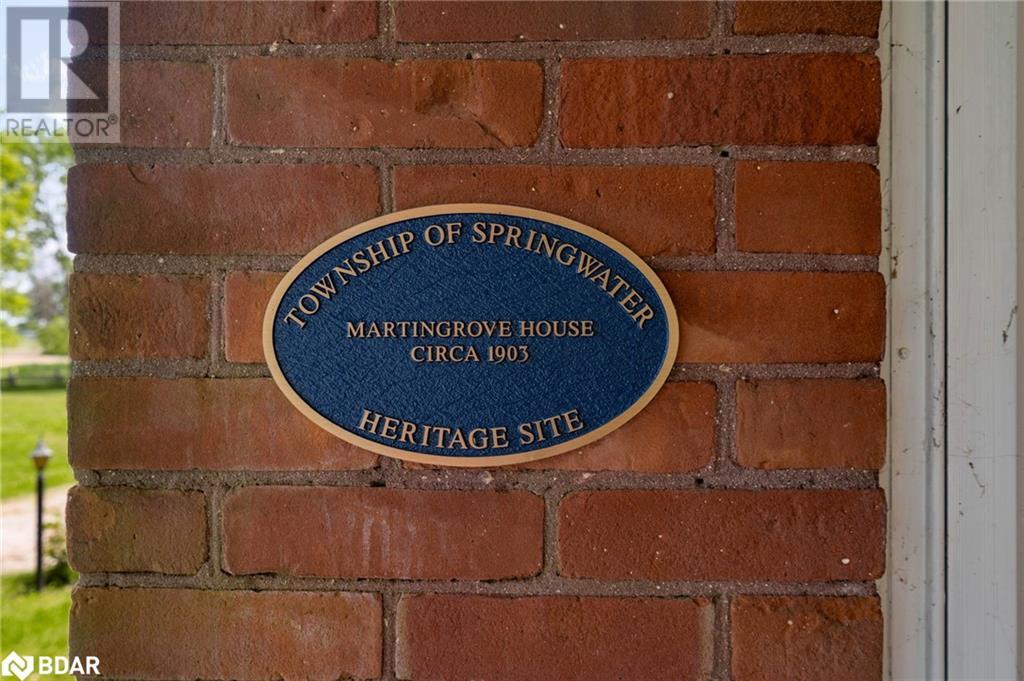 REALTOR®
TOWNSHIP OF SPRINGWATER
MARTINGROVE HOUSE
CIRCA 1903
HERITAGE SITE
BDAR